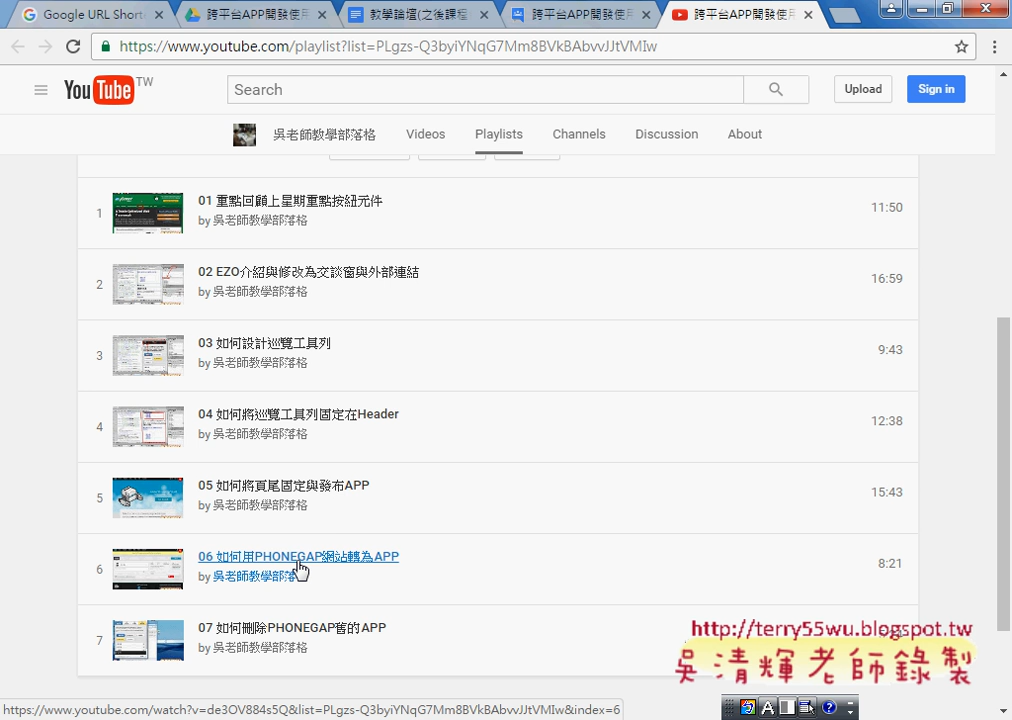 Google URL Short
跨平台APP開發使用
教學論壇(之後課程
跨平台APP開發使用
跨平台APP開發使用
https://www.youtube.com/playlist?list=PLgzs-Q3byiYNqG7Mm8BVkBAbvvJJtVMIw
YouTube TW
Search
Upload
Sign in
吳老師教學部落格
Videos
Playlists
Channels
Discussion
About
1
01 重點回顧上星期重點按紐元件
by 吳老師教學部落格
11:50
2
02 EZO介紹與修改為交談窗與外部連結
by 吳老師教學部落格
16:59
3
03 如何設計巡覽工具列
by 吳老師教學部落格
9:43
4
04 如何將巡覽工具列固定在Header
by 吳老師教學部落格
12:38
5
05 如何將頁尾固定與發布APP
by 吳老師教學部落格
15:43
6
06 如何用PHONEGAP網站轉為APP
by 吳老師教學部落
8:21
7
07 如何刪除PHONEGAP舊的APP
by 吳老師教學部落格
http://terry55wu.blogspot.tw
吳清輝老師錄製
https://www.youtube.com/watch?v=de3OV884s5Q&list=PLgzs-Q3byiYNqG7Mm8BVkBAbvvJJtVMIw&index=6